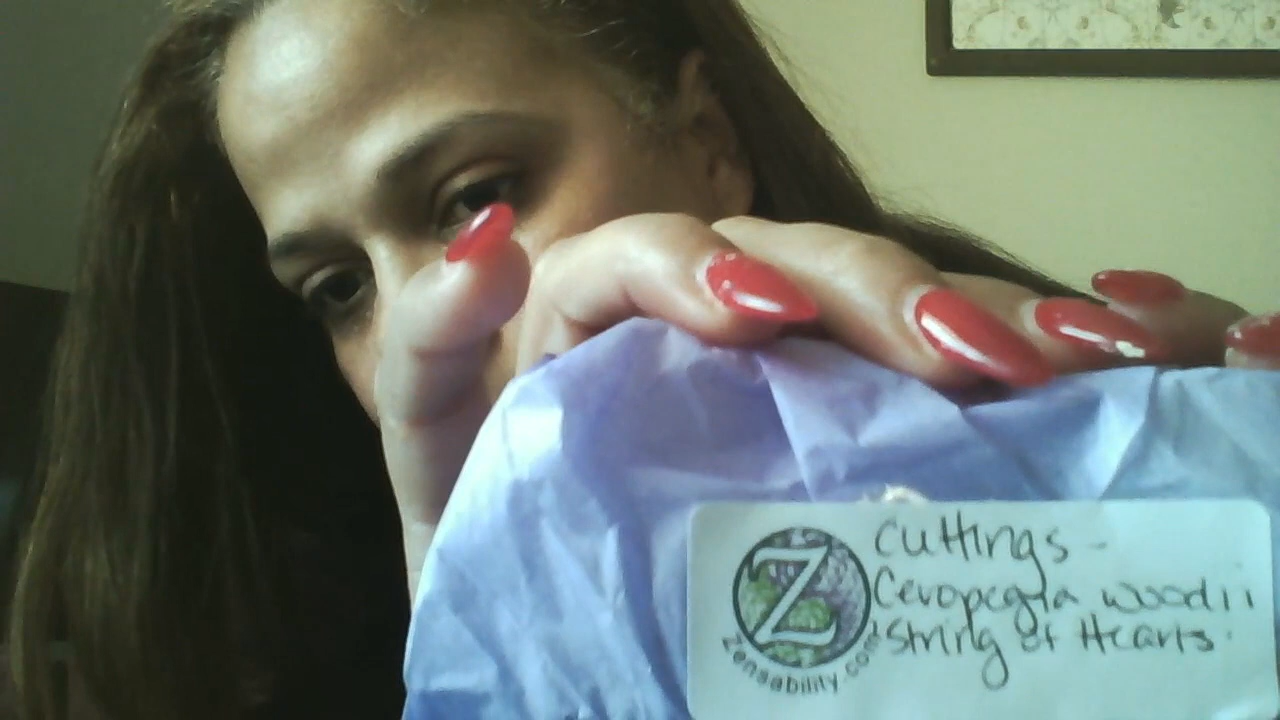 Cuttings -
Ceropegia woodii
String of Hearts
Z
zensability.com